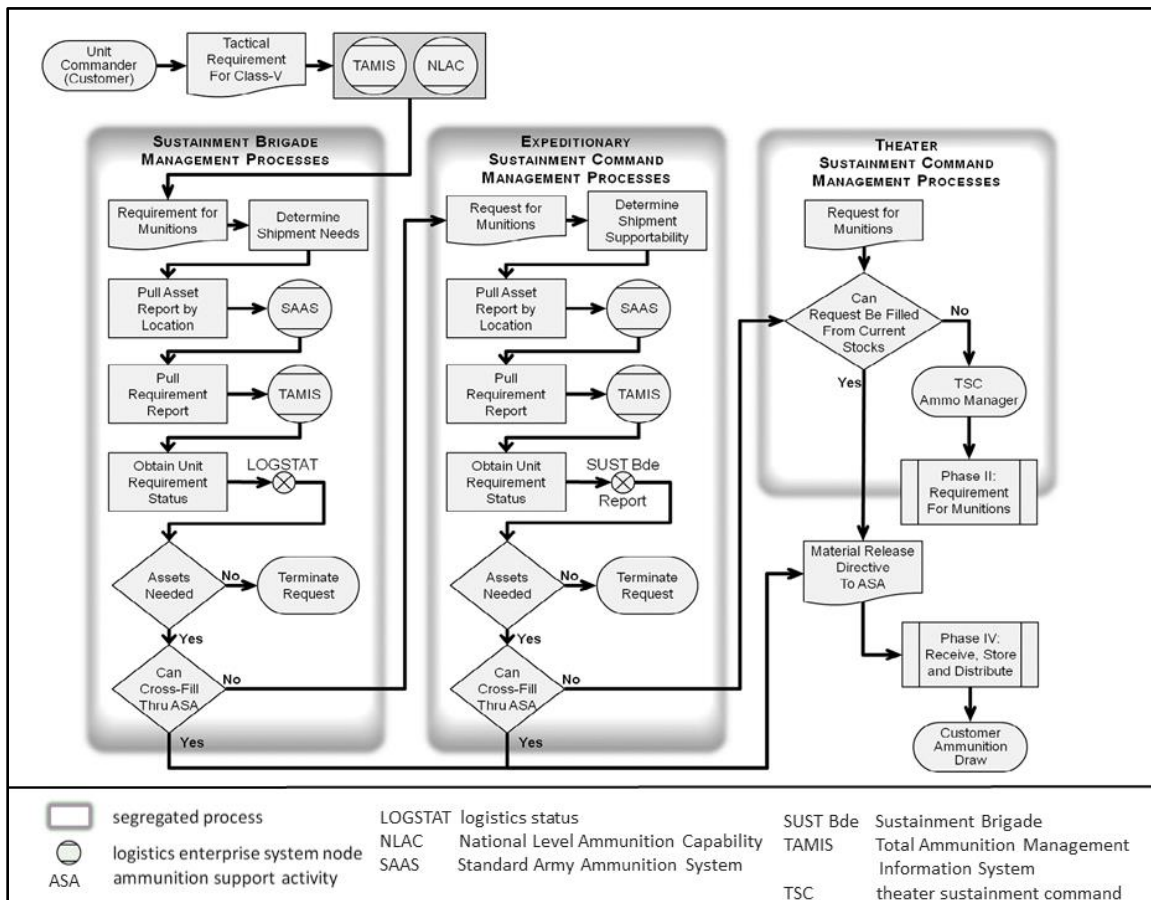 Unit
Commander
(Customer)
Tactical
Requirement
For Class-V
TAMIS
NLAC
SUSTAINMENT BRIGADE
MANAGEMENT PROCESSES
Requirement for
Munitions
Determine
Shipment Needs
Pull Asset
Report by
Location
SAAS
Pull
Requirement
Report
TAMIS
Obtain Unit
Requirement
Status
LOGSTAT
Assets
Needed
No
Terminate
Request
Yes
Can
Cross-Fill
Thru ASA
No
Yes
EXPEDITIONARY
SUSTAINMENT COMMAND
MANAGEMENT PROCESSES
Request for
Munitions
Determine
Shipment
Supportability
Pull Asset
Report by
Location
SAAS
Pull
Requirement
Report
TAMIS
Obtain Unit
Requirement
Status
SUST Bde
Report
Assets
Needed
No
Terminate
Request
Yes
Can
Cross-Fill
Thru ASA
No
Yes
THEATER
SUSTAINMENT COMMAND
MANAGEMENT PROCESSES
Request for
Munitions
Can
Request Be Filled
From Current
Stocks
No
Yes
TSC
Ammo Manager
Phase II:
Requirement
For Munitions
Material Release
Directive
To ASA
Phase IV:
Receive, Store
and Distribute
Customer
Ammunition
Draw
segregated process
logistics enterprise system node
ASA ammunition support activity
LOGSTAT logistics status
NLAC National Level Ammunition Capability
SAAS Standard Army Ammunition System
SUST Bde Sustainment Brigade
TAMIS Total Ammunition Management
Information System
TSC theater sustainment command